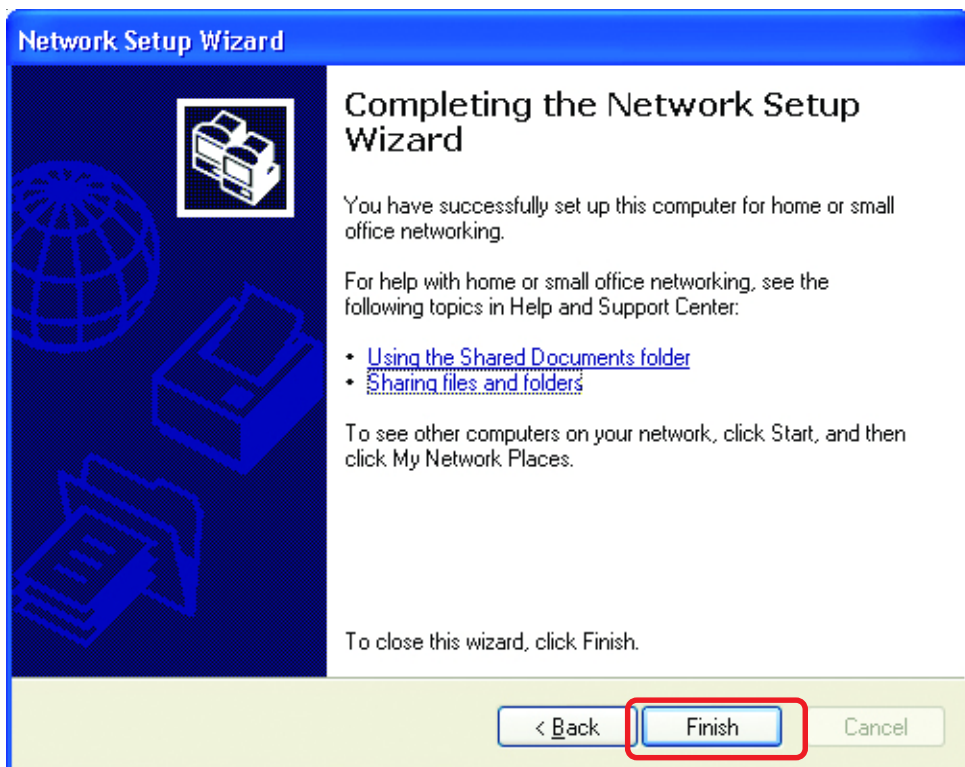 Network Setup Wizard
Completing the Network Setup
Wizard
You have successfully set up this computer for home or small
office networking.
For help with home or small office networking, see the
following topics in Help and Support Center:
• Using the Shared Documents folder
• Sharing files and folders
To see other computers on your network, click Start, and then
click My Network Places.
To close this wizard, click Finish.
< Back
Finish
Cancel